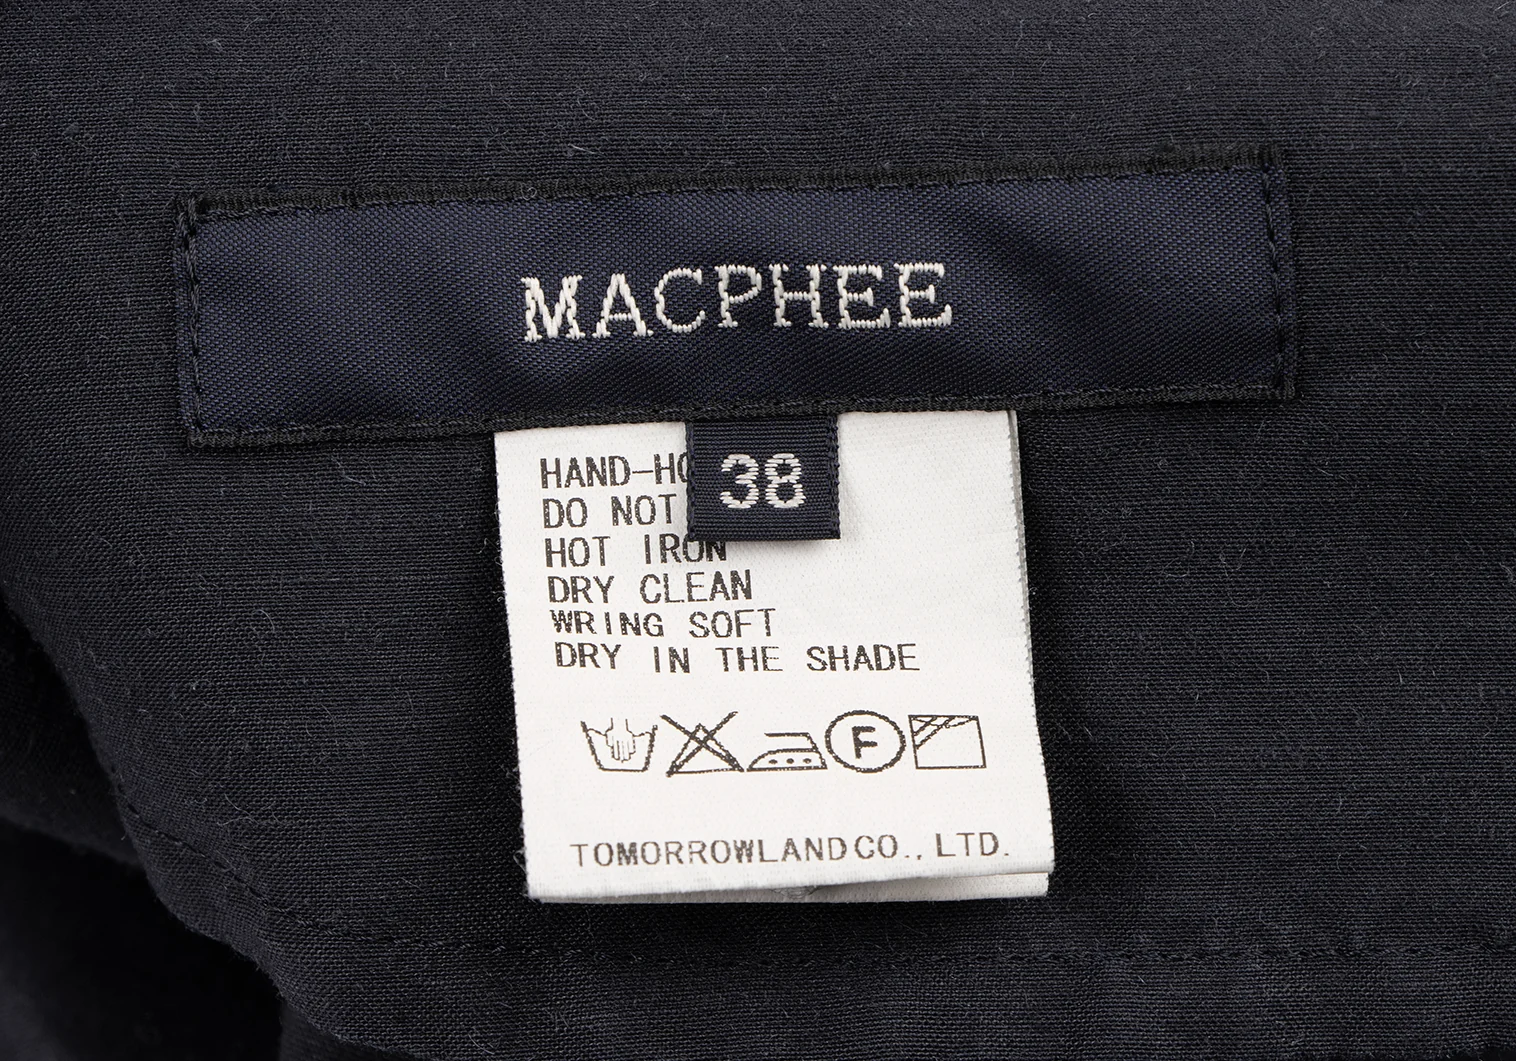 MACPHEE
38
HAND-HO
DO NOT
HOT IRON
DRY CLEAN
WRING SOFT
DRY IN THE SHADE
F
TOMORROWLAND CO., LTD.